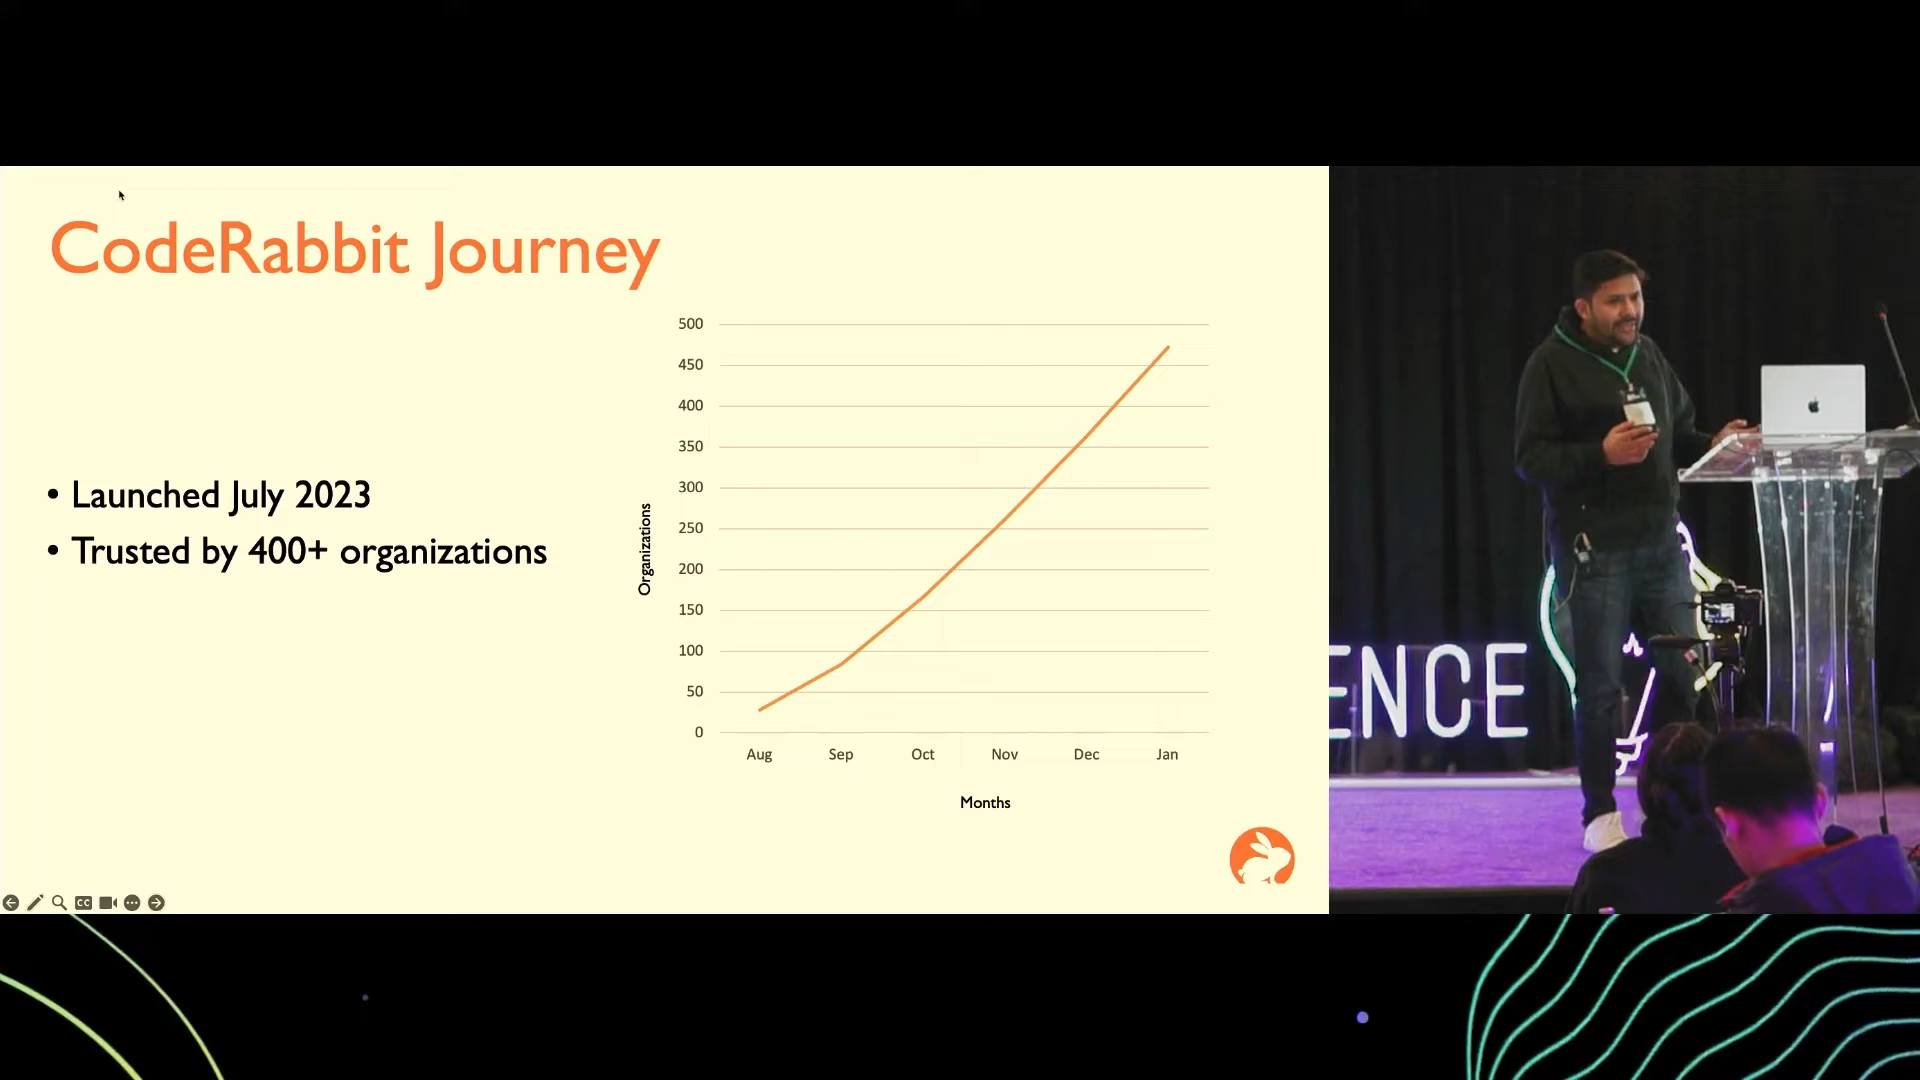 CodeRabbit Journey
• Launched July 2023
• Trusted by 400+ organizations
Organizations
500
450
400
350
300
250
200
150
100
50
0
Aug Sep Oct Nov Dec Jan
Months
CC
ENCE